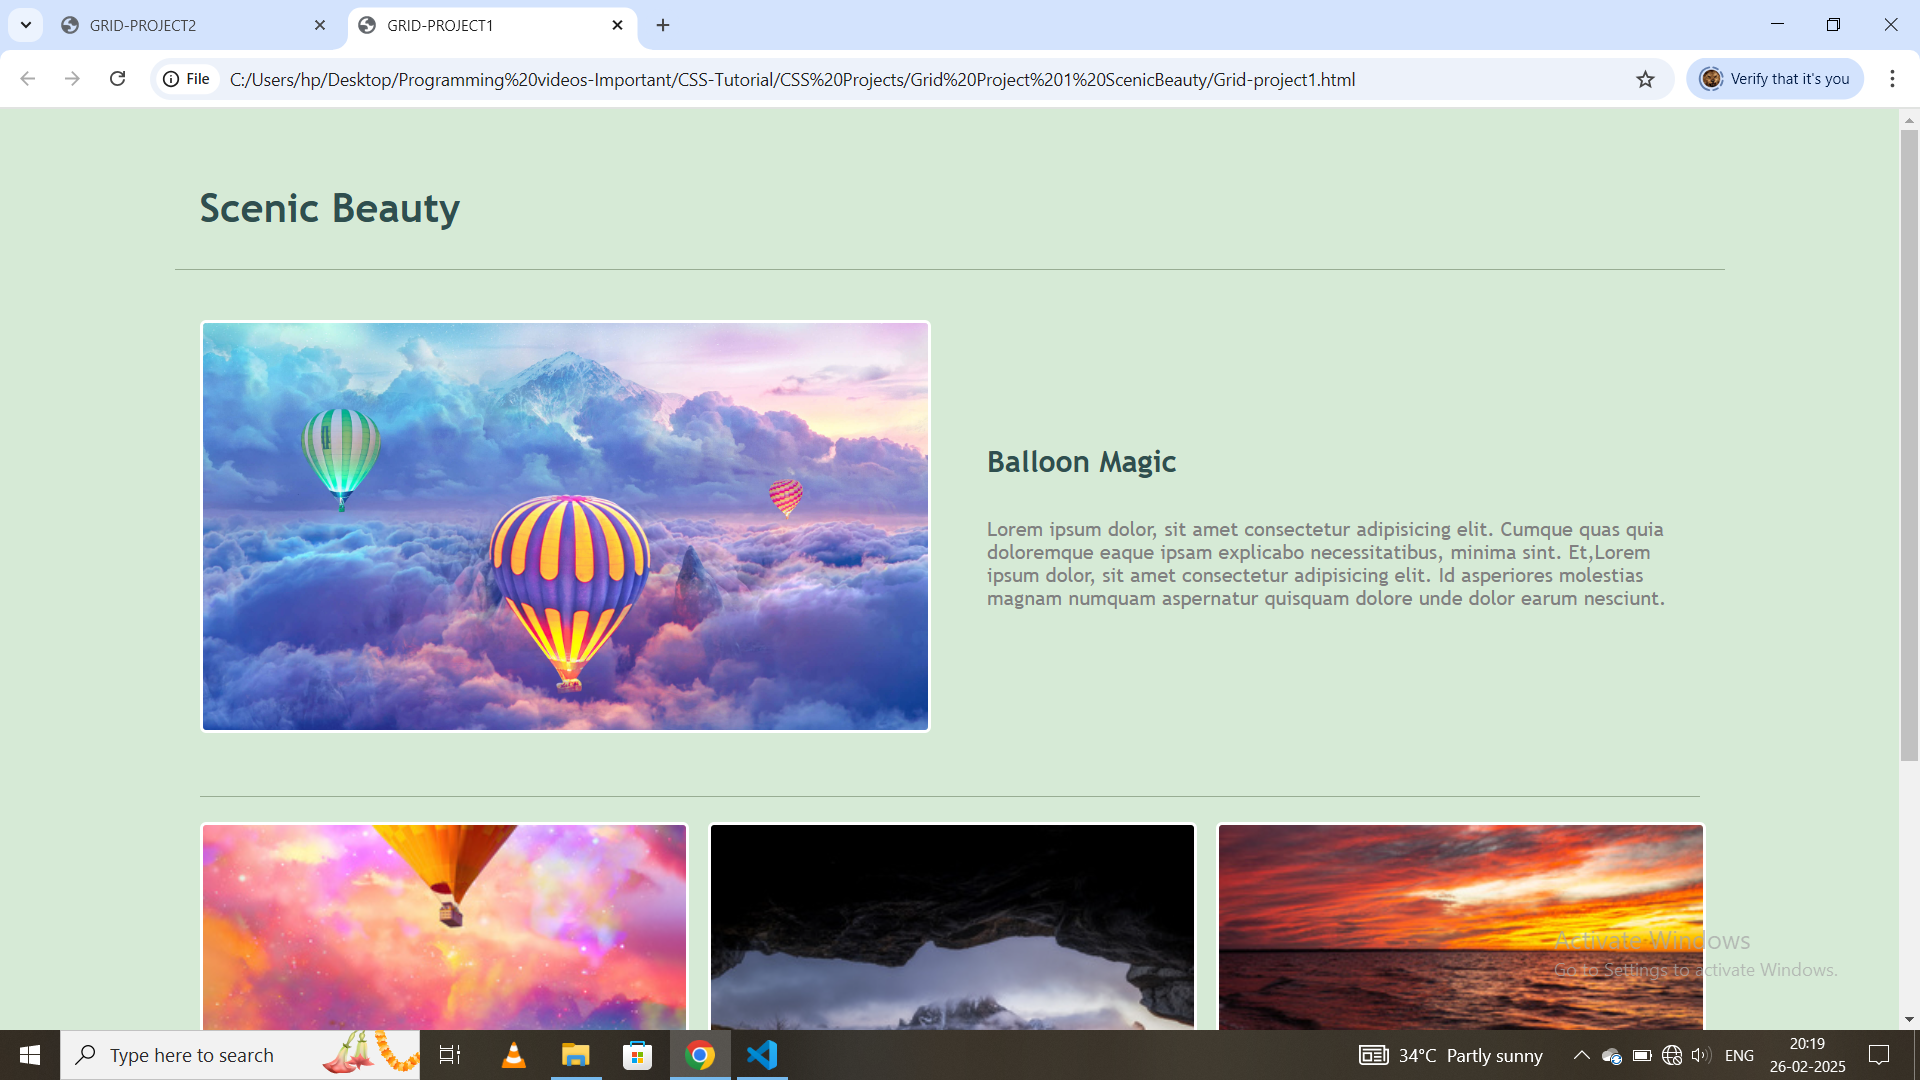 GRID-PROJECT2
GRID-PROJECT1
File
C:/Users/hp/Desktop/Programming%20videos-Important/CSS-Tutorial/CSS%20Projects/Grid%20Project%201%20ScenicBeauty/Grid-project1.html
Verify that it's you
Scenic Beauty
Balloon Magic
Lorem ipsum dolor, sit amet consectetur adipisicing elit. Cumque quas quia
doloremque eaque ipsam explicabo necessitatibus, minima sint. Et,Lorem
ipsum dolor, sit amet consectetur adipisicing elit. Id asperiores molestias
magnam numquam aspernatur quisquam dolore unde dolor earum nesciunt.
Activate Windows
Go to Settings to activate Windows.
Type here to search
34°C Partly sunny
ENG
20:19
26-02-2025